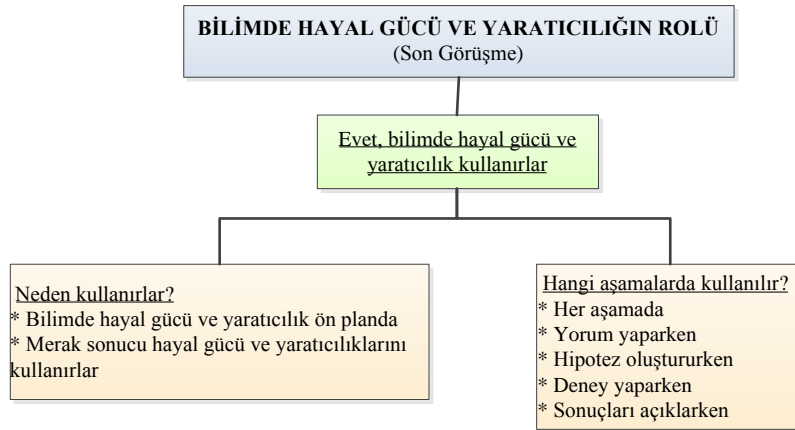 BİLİMDE HAYAL GÜCÜ VE YARATICILIĞIN ROLÜ
(Son Görüşme)
Evet, bilimde hayal gücü ve
yaratıcılık kullanırlar
Neden kullanırlar?
* Bilimde hayal gücü ve yaratıcılık ön planda
* Merak sonucu hayal gücü ve yaratıcılıklarını
kullanırlar
Hangi aşamalarda kullanılır?
* Her aşamada
* Yorum yaparken
* Hipotez oluştururken
* Deney yaparken
* Sonuçları açıklarken